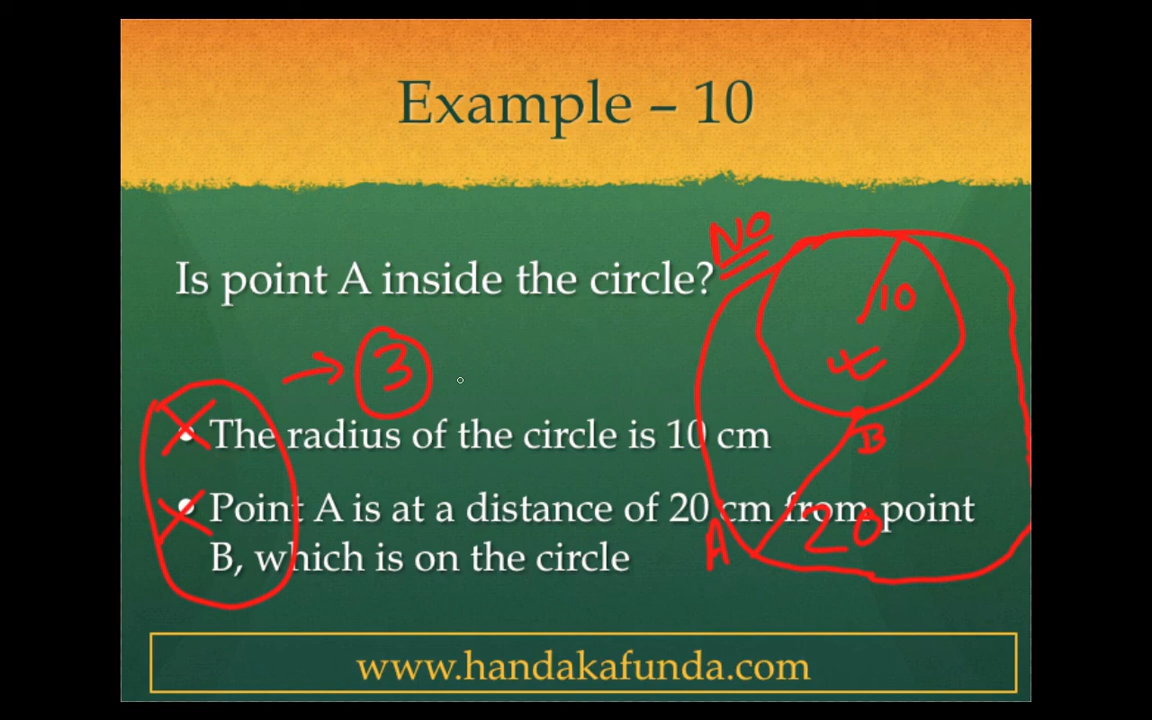 Example – 10
NO
Is point A inside the circle?
10
→ 3
• The radius of the circle is 10 cm
B
• Point A is at a distance of 20 cm from point
A
20
B, which is on the circle
www.handakafunda.com